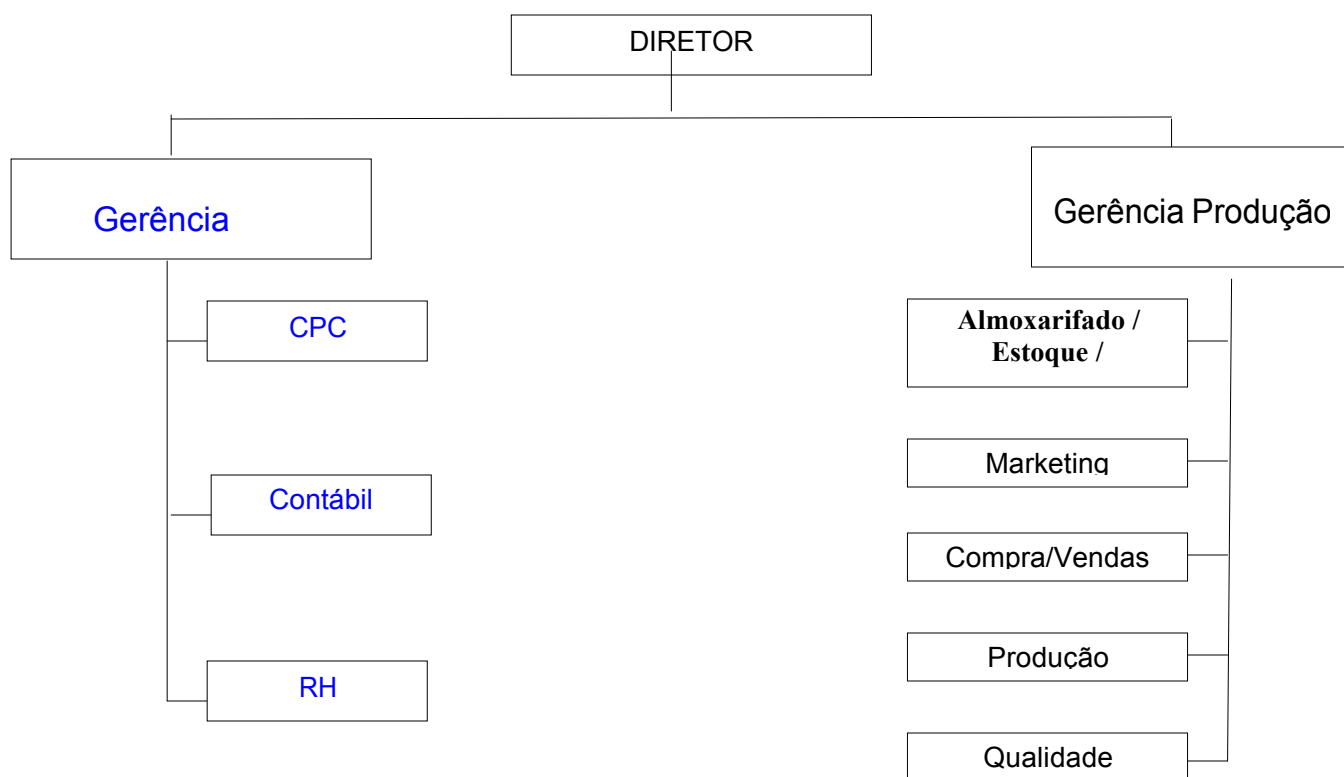 DIRETOR
Gerência
Gerência Produção
CPC
Almoxarifado /
Estoque /
Marketing
Contábil
Compra/Vendas
Produção
RH
Qualidade